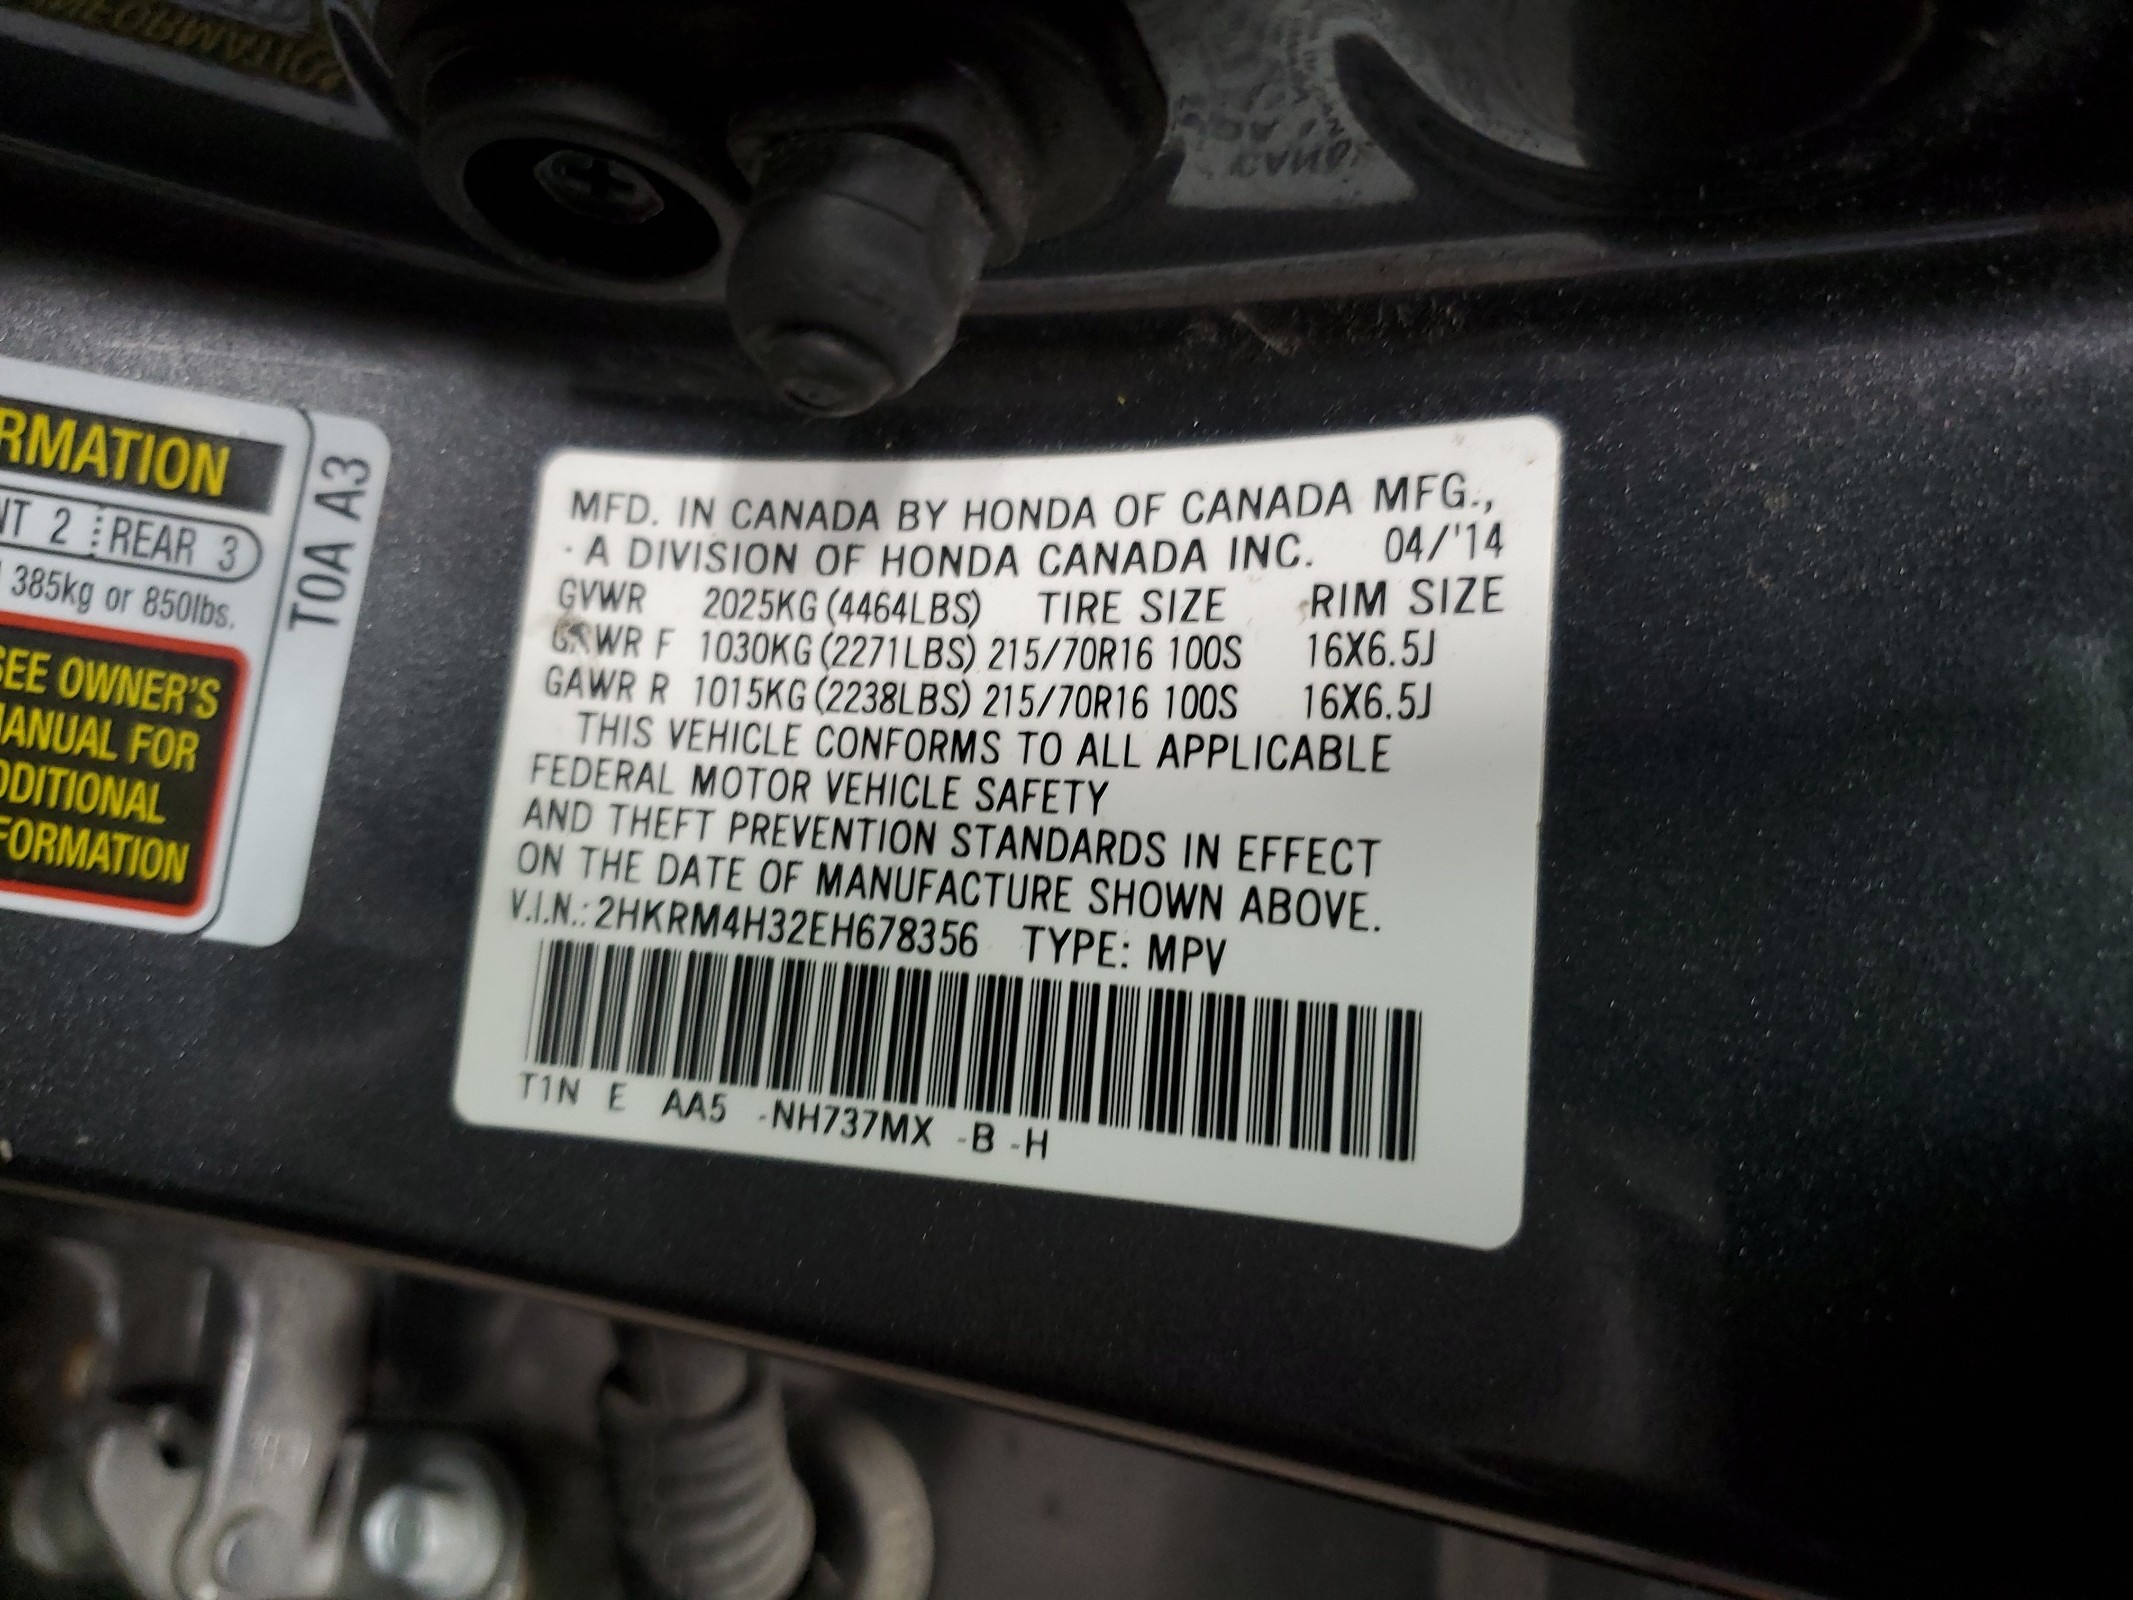 RMATION
NT 2 REAR 3
385kg or 850lbs.
SEE OWNER'S
MANUAL FOR
ADDITIONAL
FORMATION
T0A A3
MFD. IN CANADA BY HONDA OF CANADA MFG.,
A DIVISION OF HONDA CANADA INC. 04/'14
GVWR 2025KG (4464LBS) TIRE SIZE RIM SIZE
GAWR F 1030KG (2271LBS) 215/70R16 100S 16X6.5J
GAWR R 1015KG (2238LBS) 215/70R16 100S 16X6.5J
THIS VEHICLE CONFORMS TO ALL APPLICABLE
FEDERAL MOTOR VEHICLE SAFETY
AND THEFT PREVENTION STANDARDS IN EFFECT
ON THE DATE OF MANUFACTURE SHOWN ABOVE.
V.I.N.: 2HKRM4H32EH678356 TYPE: MPV
T1N E AA5 -NH737MX -B -H